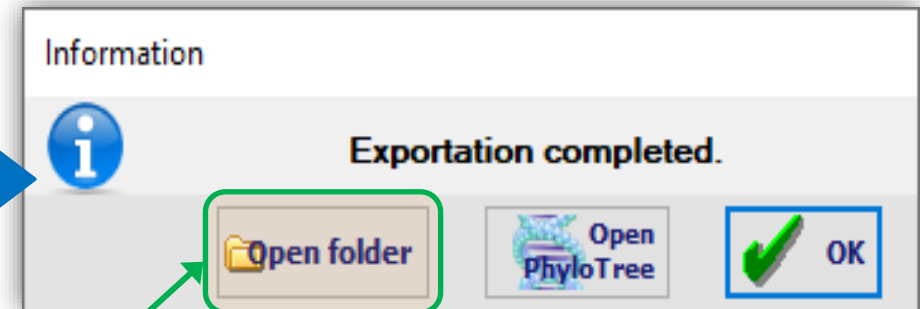 Information
Exportation completed.
Open folder
Open
PhyloTree
OK